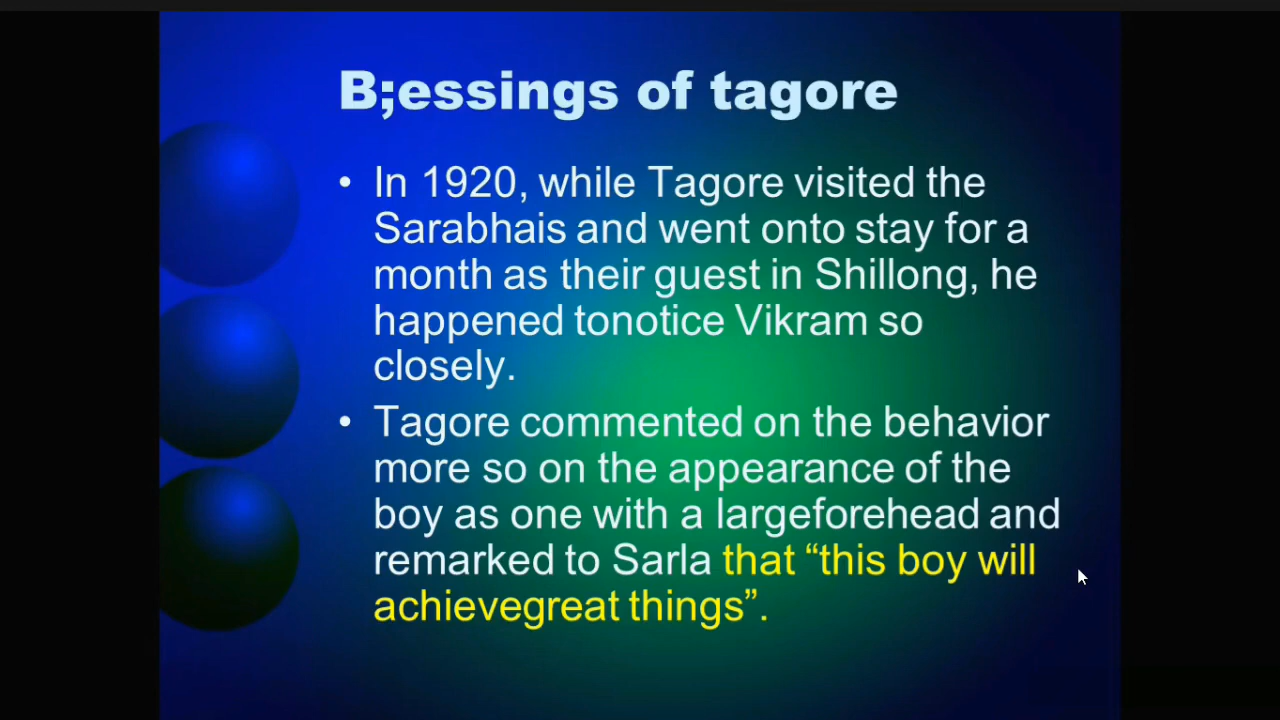 B;essings of tagore
• In 1920, while Tagore visited the
Sarabhais and went onto stay for a
month as their guest in Shillong, he
happened tonotice Vikram so
closely.
• Tagore commented on the behavior
more so on the appearance of the
boy as one with a largeforehead and
remarked to Sarla that “this boy will
achievegreat things”.